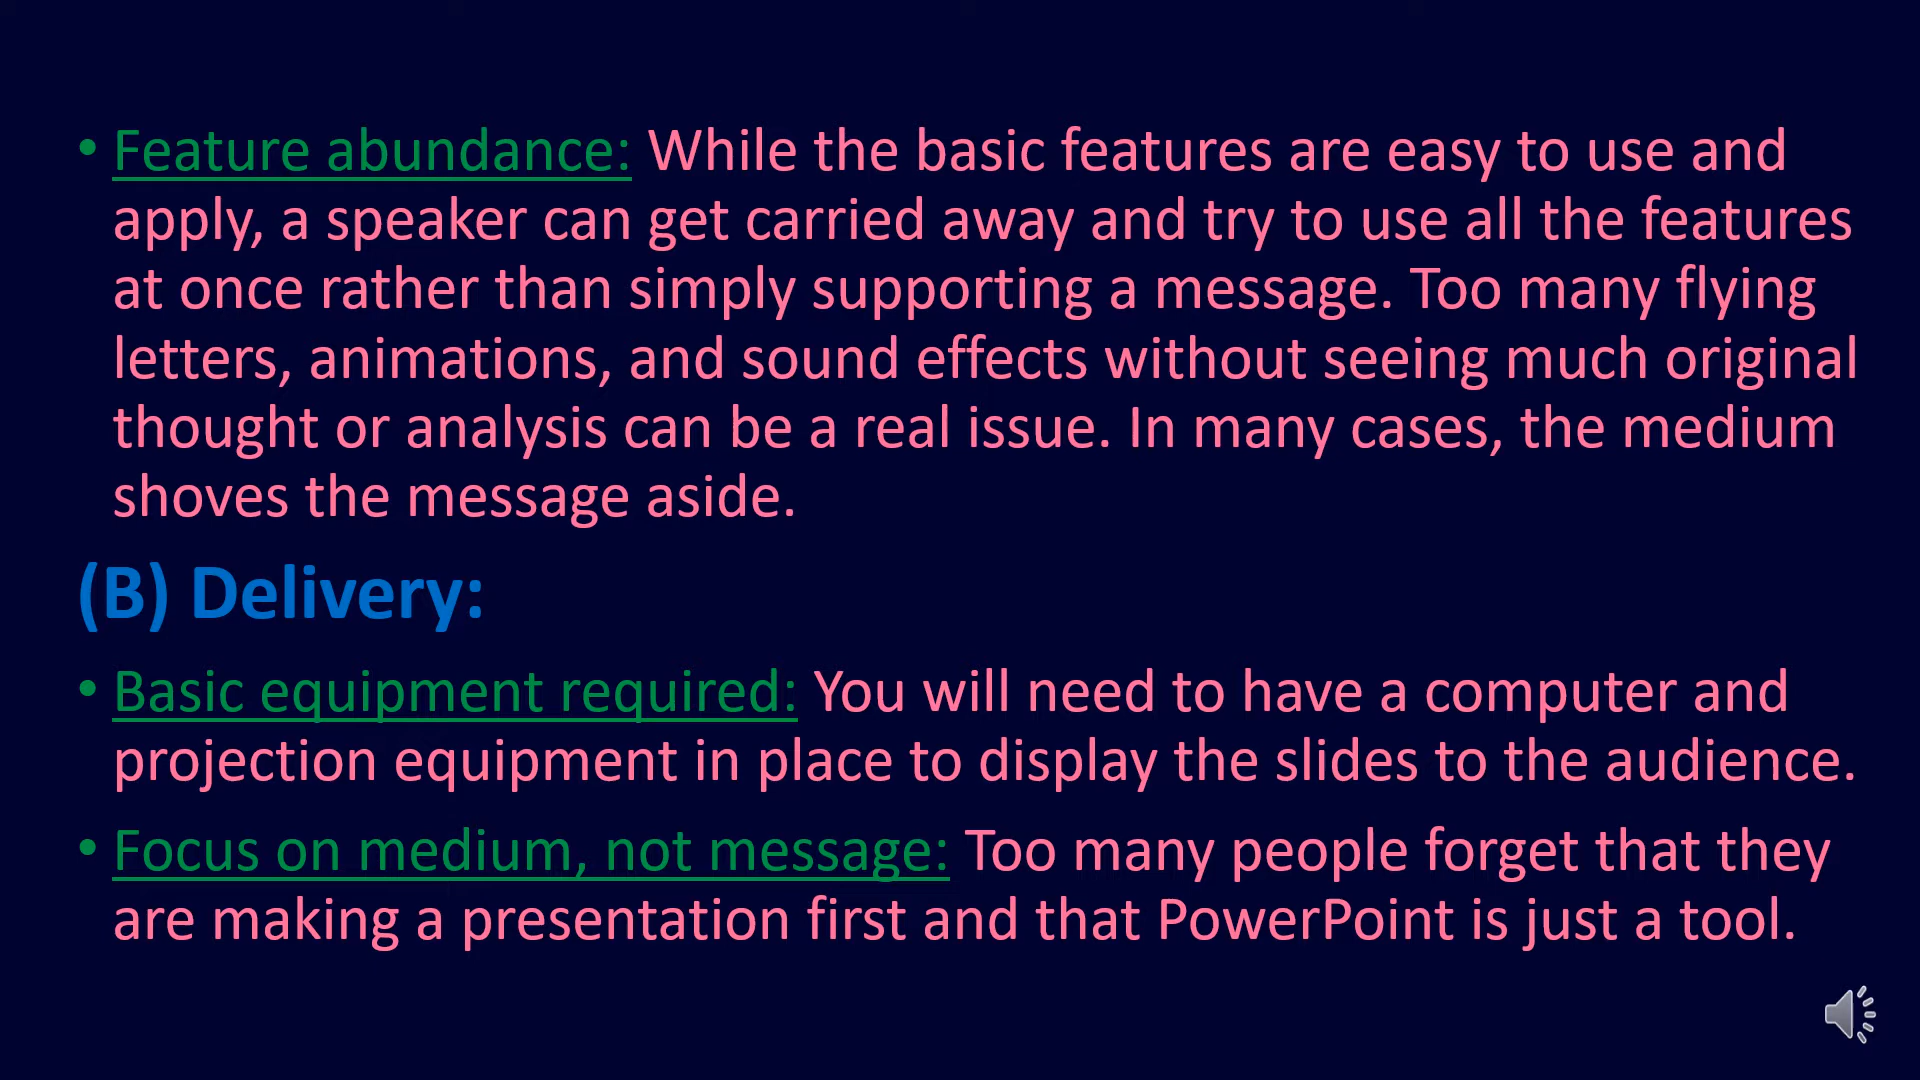 • Feature abundance: While the basic features are easy to use and
apply, a speaker can get carried away and try to use all the features
at once rather than simply supporting a message. Too many flying
letters, animations, and sound effects without seeing much original
thought or analysis can be a real issue. In many cases, the medium
shoves the message aside.
(B) Delivery:
• Basic equipment required: You will need to have a computer and
projection equipment in place to display the slides to the audience.
• Focus on medium, not message: Too many people forget that they
are making a presentation first and that PowerPoint is just a tool.